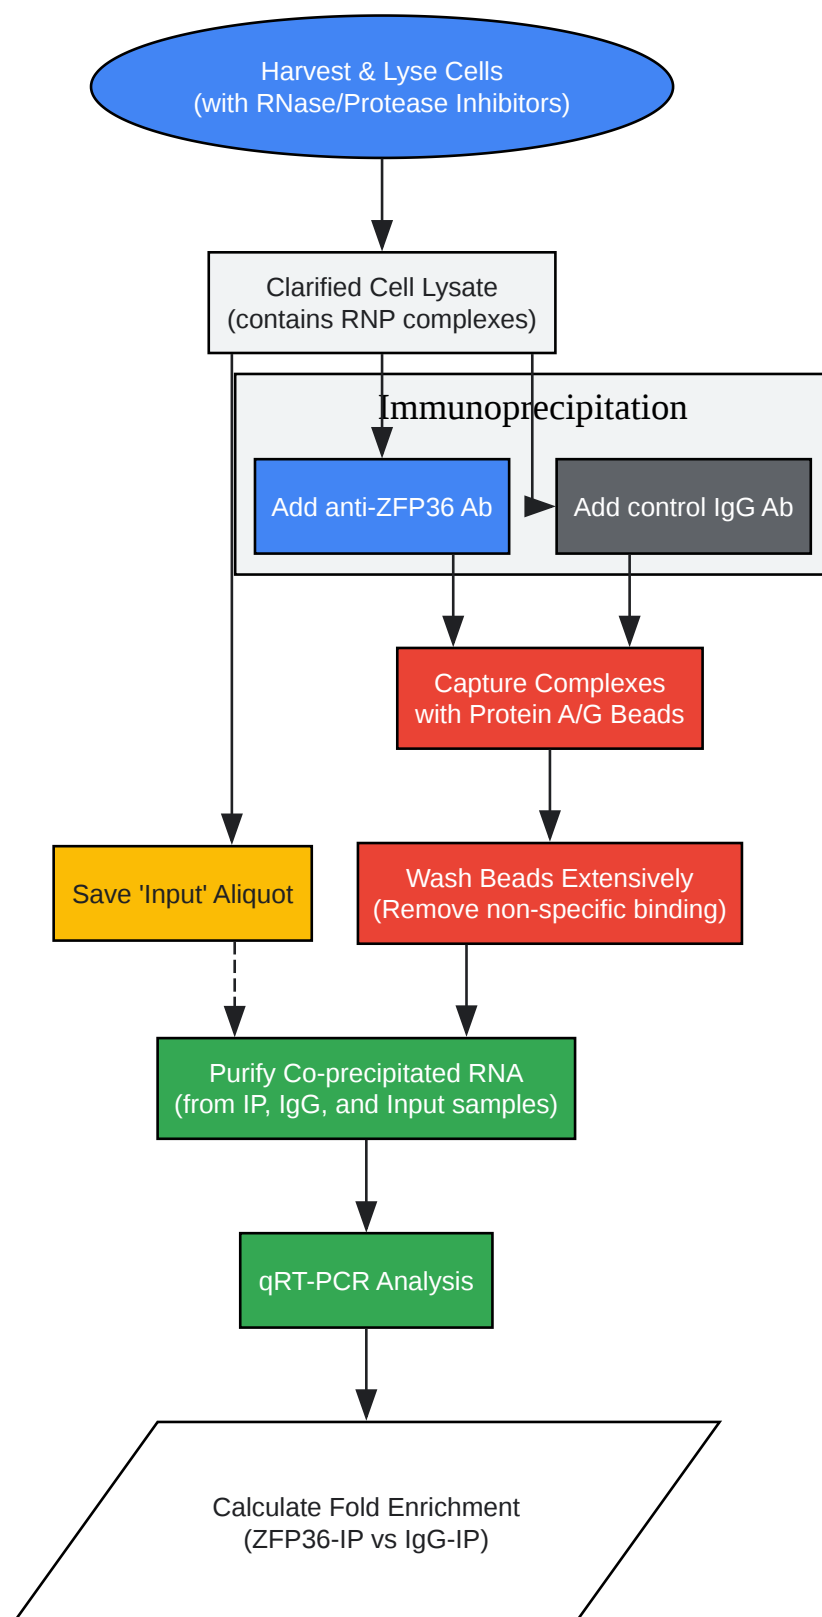 Harvest & Lyse Cells
(with RNase/Protease Inhibitors)
Clarified Cell Lysate
(contains RNP complexes)
Immunoprecipitation
Add anti-ZFP36 Ab
Add control IgG Ab
Capture Complexes
with Protein A/G Beads
Save 'Input' Aliquot
Wash Beads Extensively
(Remove non-specific binding)
Purify Co-precipitated RNA
(from IP, IgG, and Input samples)
qRT-PCR Analysis
Calculate Fold Enrichment
(ZFP36-IP vs IgG-IP)